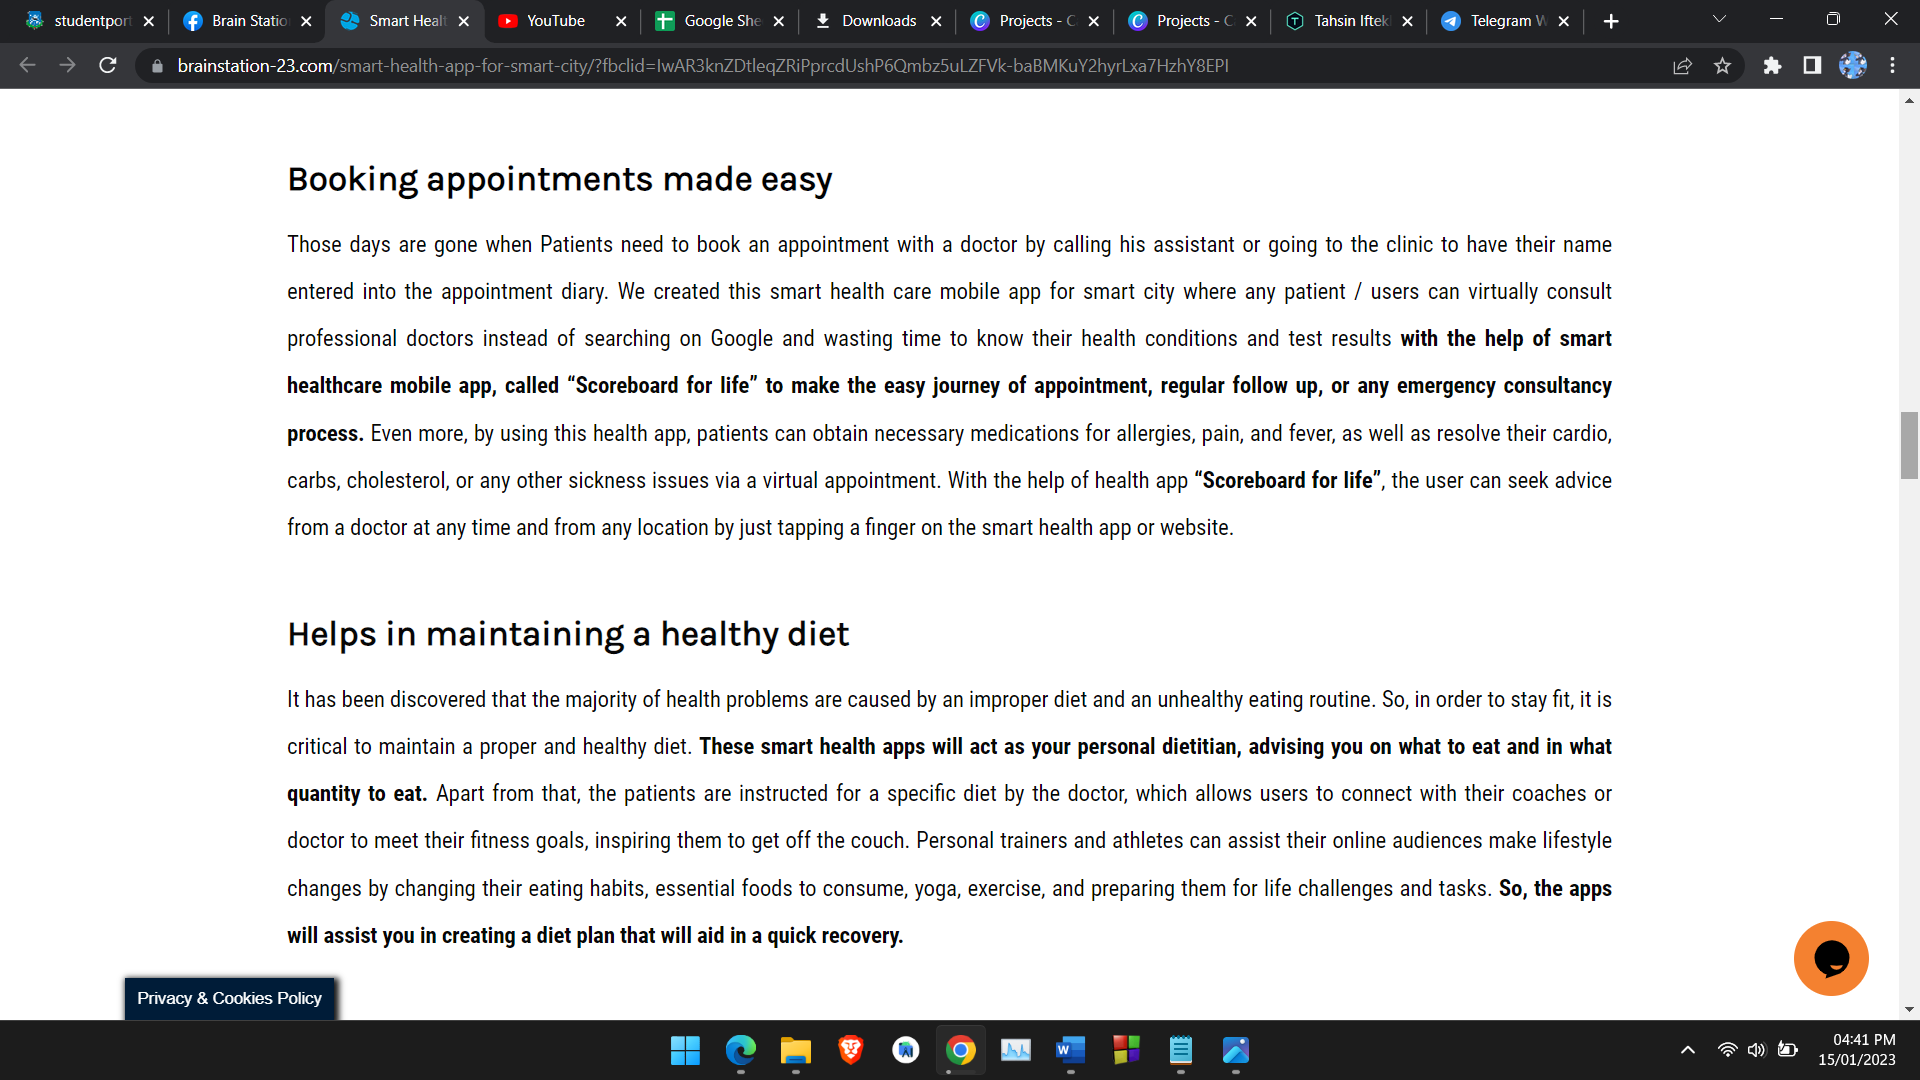 studentport
Brain Statio
Smart Healt
YouTube
Google She
Downloads
Projects - C
Projects - C
Tahsin Iftek
Telegram W
brainstation-23.com/smart-health-app-for-smart-city/?fbclid=IwAR3knZDtleqZRiPprcdUshP6Qmbz5uLZFVk-baBMKuY2hyrLxa7HzhY8EPI
Booking appointments made easy
Those days are gone when Patients need to book an appointment with a doctor by calling his assistant or going to the clinic to have their name
entered into the appointment diary. We created this smart health care mobile app for smart city where any patient / users can virtually consult
professional doctors instead of searching on Google and wasting time to know their health conditions and test results with the help of smart
healthcare mobile app, called “Scoreboard for life” to make the easy journey of appointment, regular follow up, or any emergency consultancy
process. Even more, by using this health app, patients can obtain necessary medications for allergies, pain, and fever, as well as resolve their cardio,
carbs, cholesterol, or any other sickness issues via a virtual appointment. With the help of health app “Scoreboard for life”, the user can seek advice
from a doctor at any time and from any location by just tapping a finger on the smart health app or website.
Helps in maintaining a healthy diet
It has been discovered that the majority of health problems are caused by an improper diet and an unhealthy eating routine. So, in order to stay fit, it is
critical to maintain a proper and healthy diet. These smart health apps will act as your personal dietitian, advising you on what to eat and in what
quantity to eat. Apart from that, the patients are instructed for a specific diet by the doctor, which allows users to connect with their coaches or
doctor to meet their fitness goals, inspiring them to get off the couch. Personal trainers and athletes can assist their online audiences make lifestyle
changes by changing their eating habits, essential foods to consume, yoga, exercise, and preparing them for life challenges and tasks. So, the apps
will assist you in creating a diet plan that will aid in a quick recovery.
Privacy & Cookies Policy
04:41 PM
15/01/2023